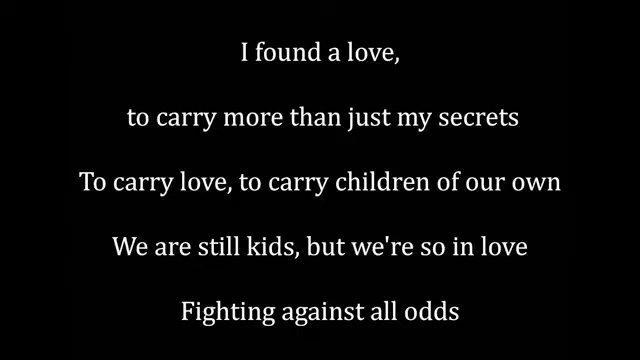 I found a love,
to carry more than just my secrets
To carry love, to carry children of our own
We are still kids, but we're so in love
Fighting against all odds